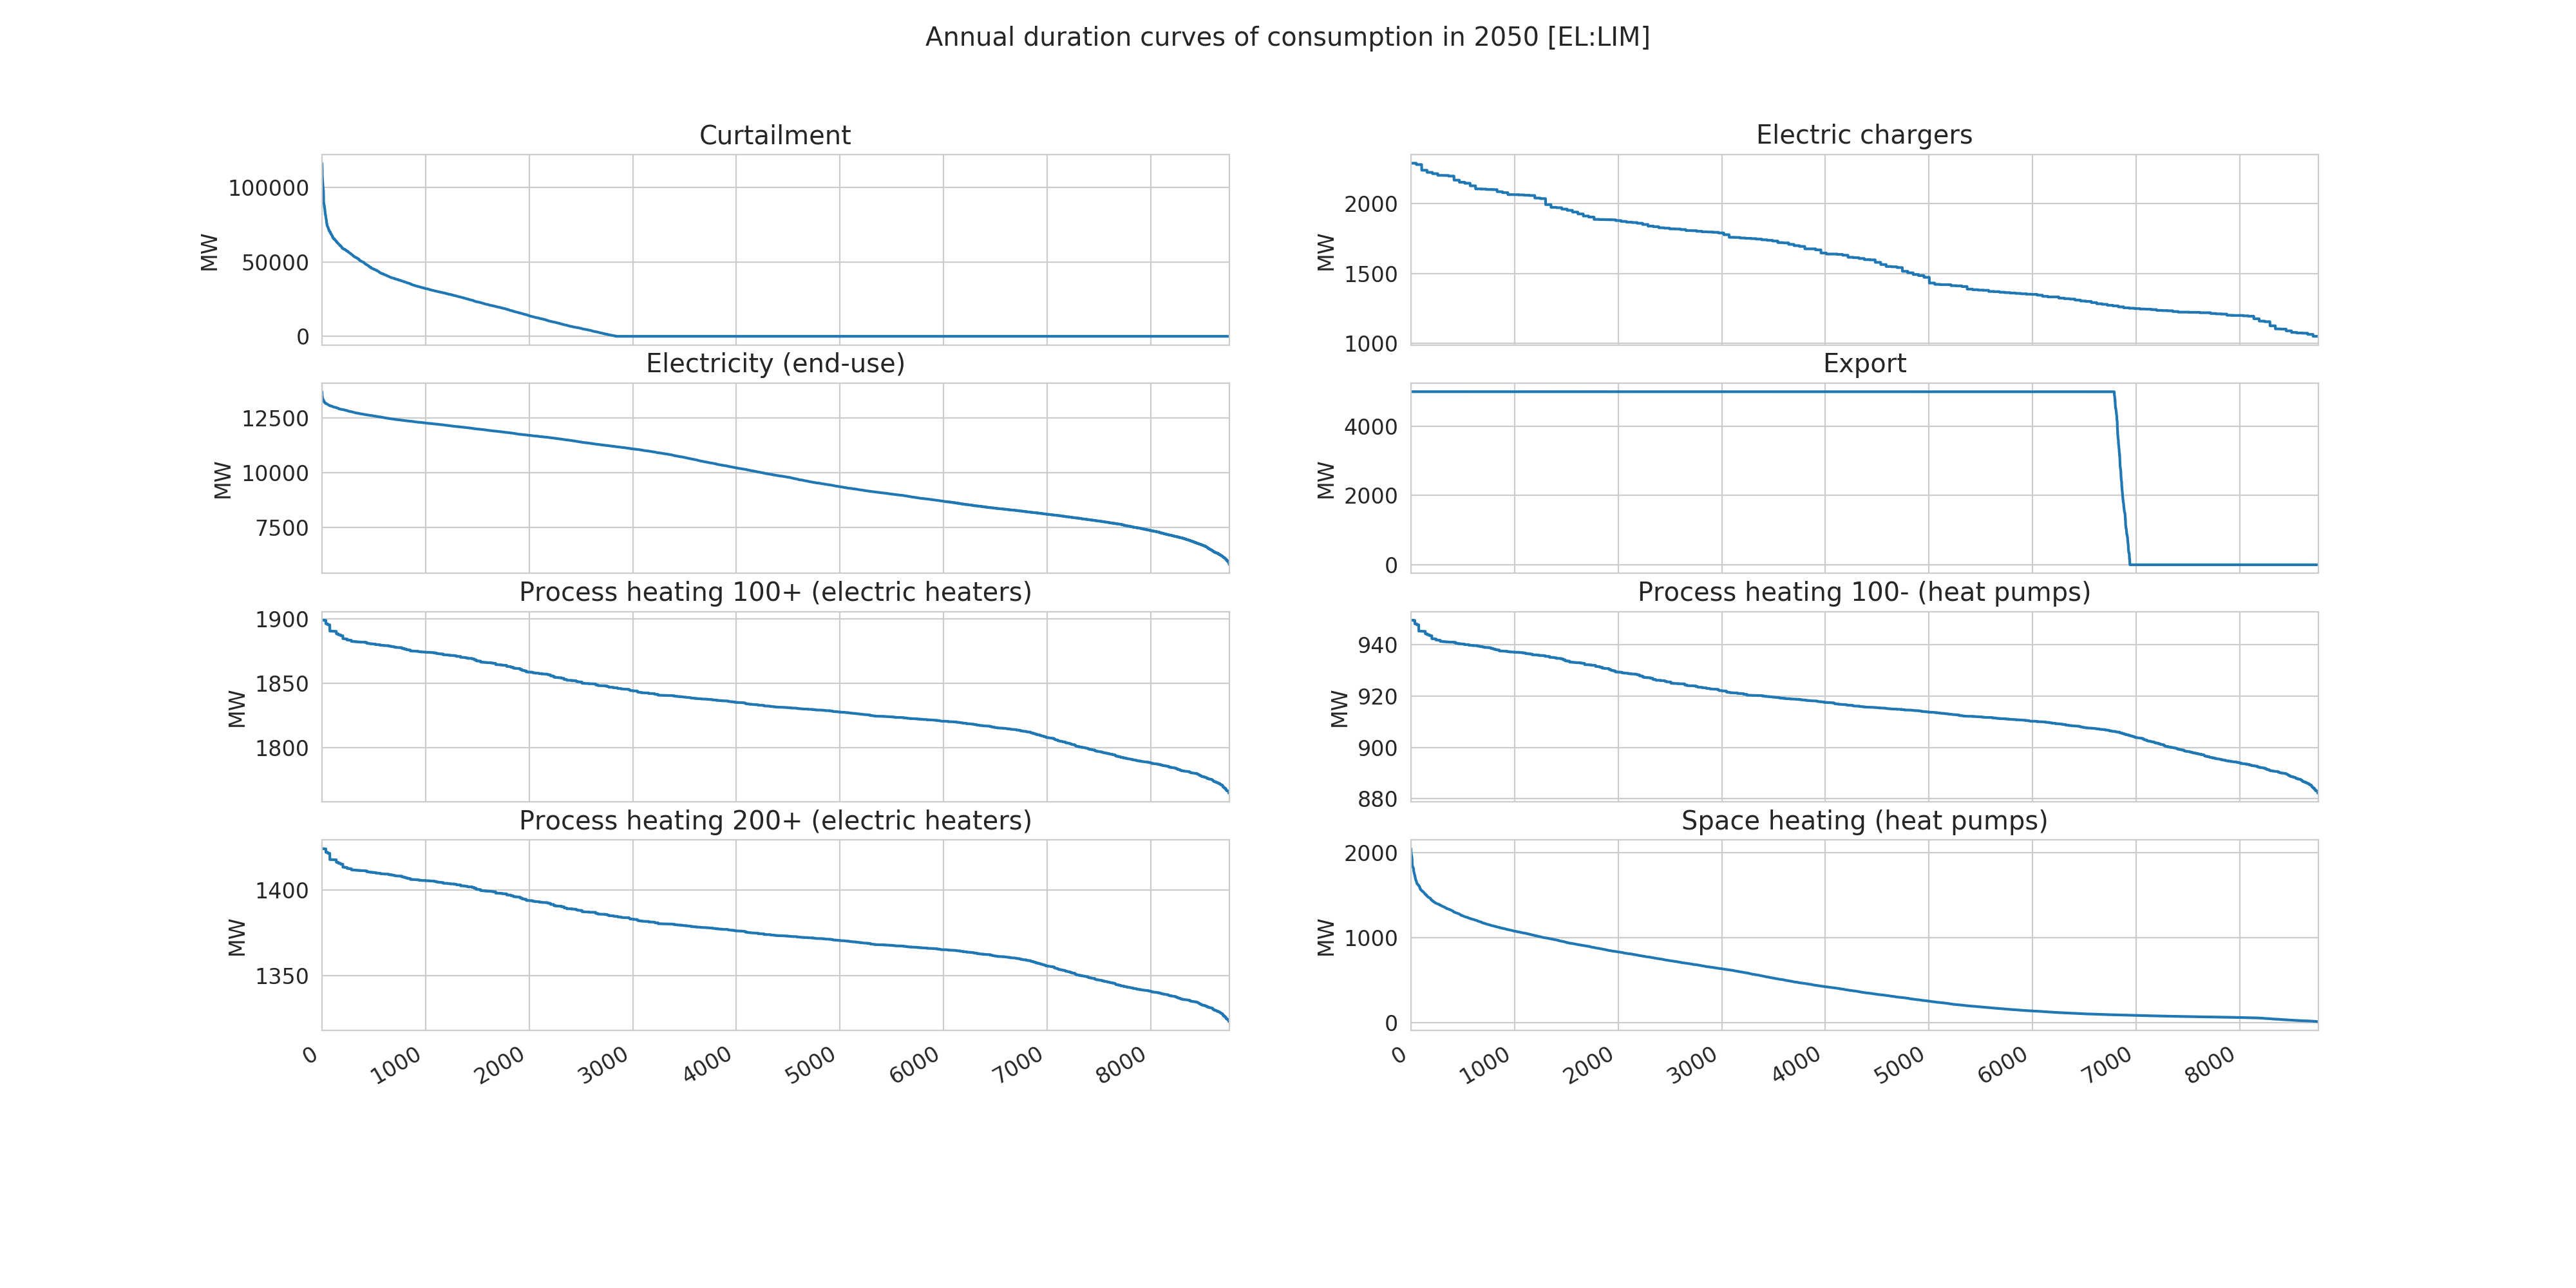 Annual duration curves of consumption in 2050 [EL:LIM]
Curtailment
100000
50000
0
MW
Electric chargers
2000
1500
1000
MW
Electricity (end-use)
12500
10000
7500
MW
Export
4000
2000
0
MW
Process heating 100+ (electric heaters)
1900
1850
1800
MW
Process heating 100- (heat pumps)
940
920
900
880
MW
Process heating 200+ (electric heaters)
1400
1350
MW
0 1000 2000 3000 4000 5000 6000 7000 8000
Space heating (heat pumps)
2000
1000
0
MW
0 1000 2000 3000 4000 5000 6000 7000 8000